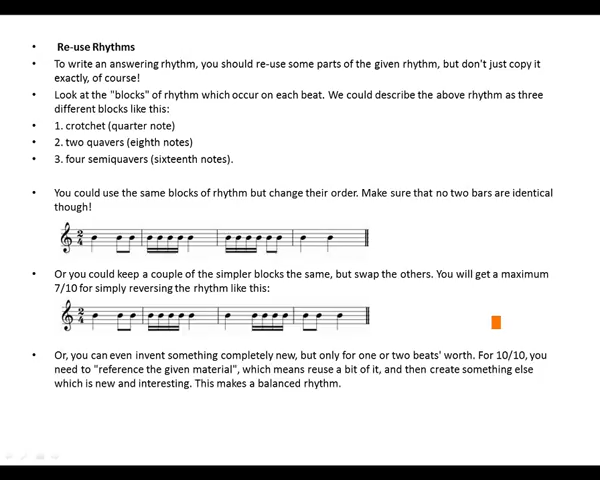 • Re-use Rhythms
• To write an answering rhythm, you should re-use some parts of the given rhythm, but don't just copy it
exactly, of course!
• Look at the "blocks" of rhythm which occur on each beat. We could describe the above rhythm as three
different blocks like this:
• 1. crotchet (quarter note)
• 2. two quavers (eighth notes)
• 3. four semiquavers (sixteenth notes).
• You could use the same blocks of rhythm but change their order. Make sure that no two bars are identical
though!
2
4
• Or you could keep a couple of the simpler blocks the same, but swap the others. You will get a maximum
7/10 for simply reversing the rhythm like this:
2
4
• Or, you can even invent something completely new, but only for one or two beats' worth. For 10/10, you
need to "reference the given material", which means reuse a bit of it, and then create something else
which is new and interesting. This makes a balanced rhythm.